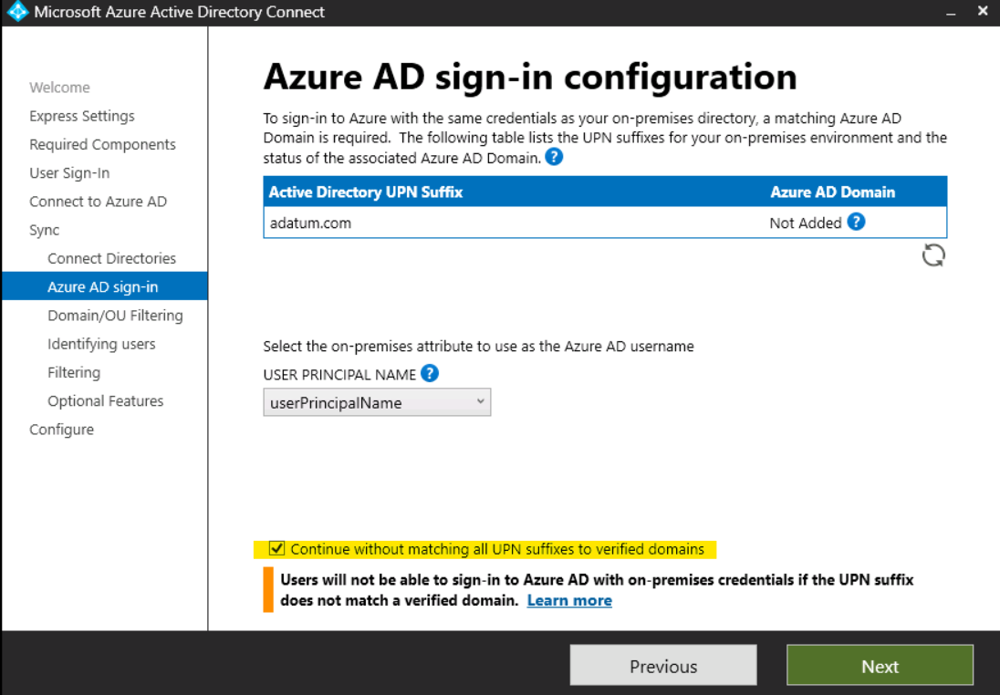 Microsoft Azure Active Directory Connect
Welcome
Express Settings
Required Components
User Sign-In
Connect to Azure AD
Sync
Connect Directories
Azure AD sign-in
Domain/OU Filtering
Identifying users
Filtering
Optional Features
Configure
Azure AD sign-in configuration
To sign-in to Azure with the same credentials as your on-premises directory, a matching Azure AD
Domain is required. The following table lists the UPN suffixes for your on-premises environment and the
status of the associated Azure AD Domain. ?
Active Directory UPN Suffix Azure AD Domain
adatum.com Not Added ?
Select the on-premises attribute to use as the Azure AD username
USER PRINCIPAL NAME ?
userPrincipalName
Continue without matching all UPN suffixes to verified domains
Users will not be able to sign-in to Azure AD with on-premises credentials if the UPN suffix
does not match a verified domain. Learn more
Previous Next